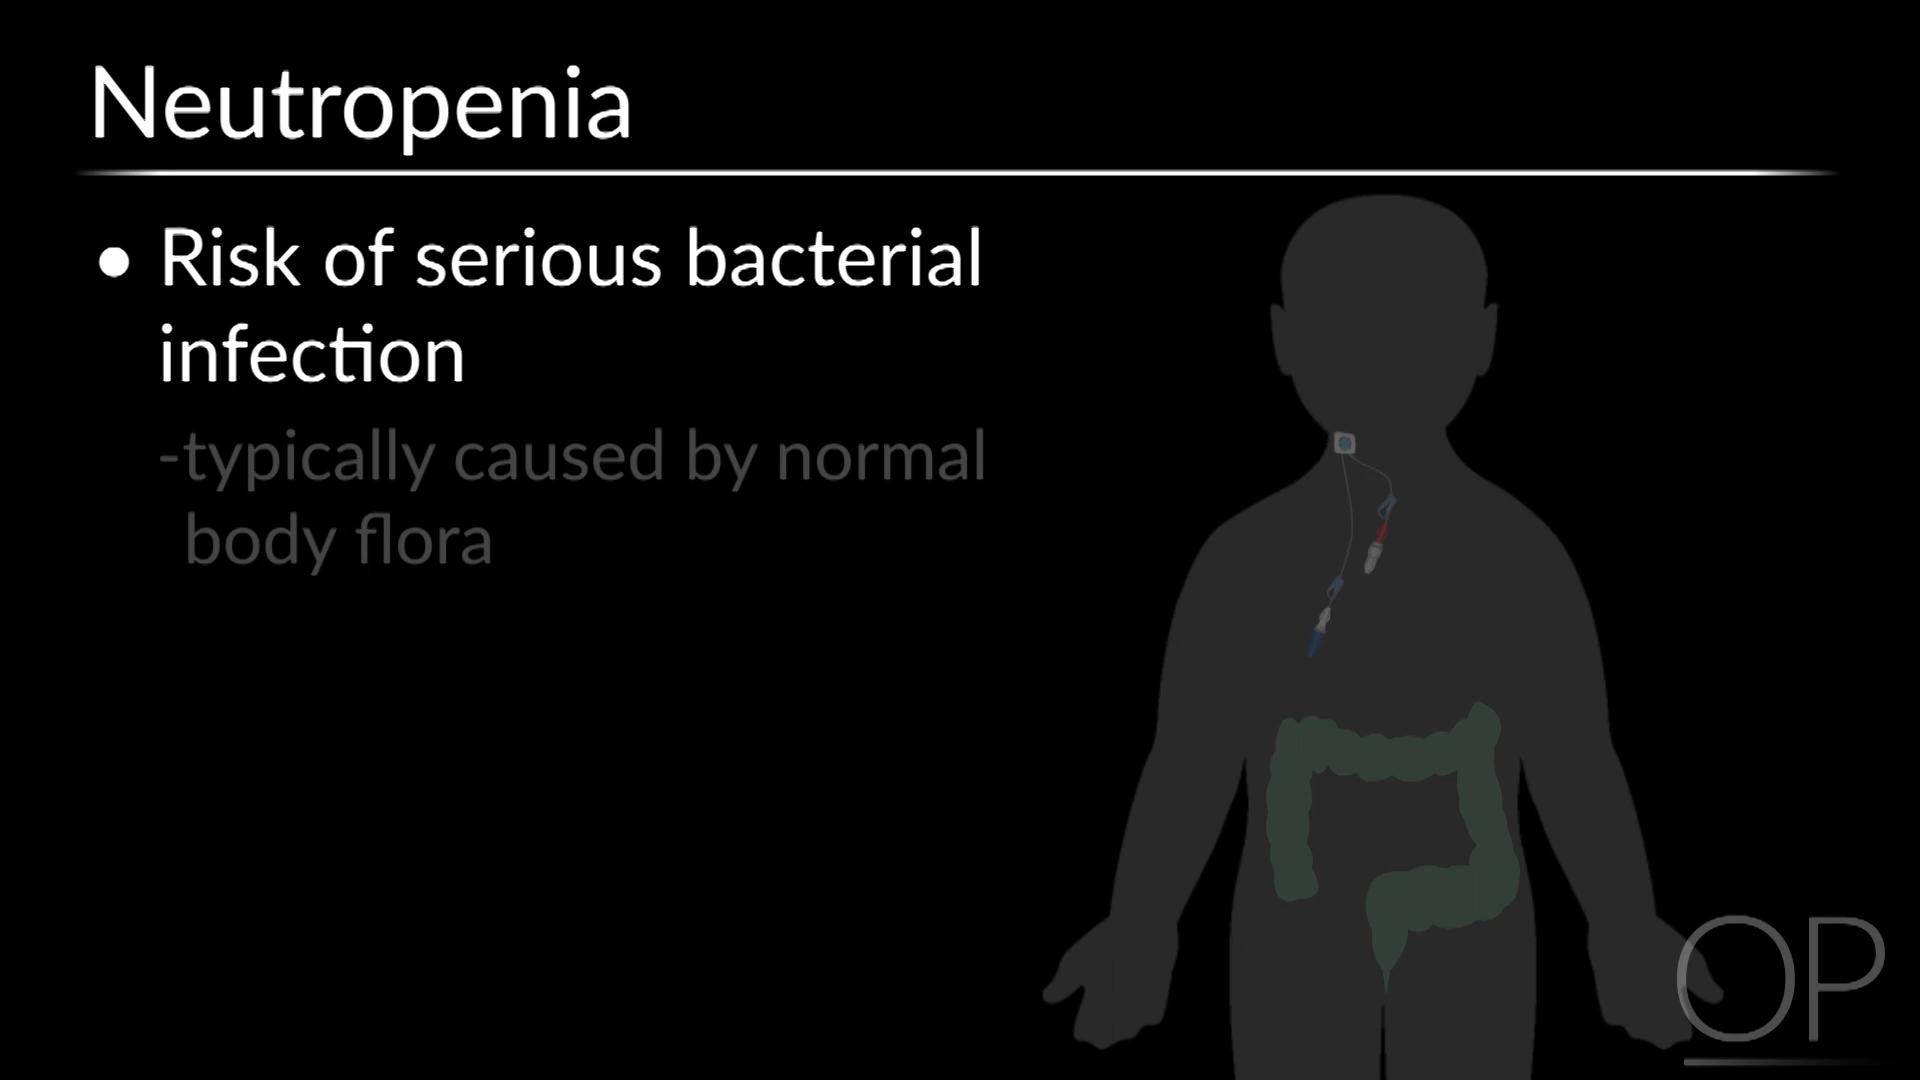 Neutropenia
● Risk of serious bacterial
infection
-typically caused by normal
body flora
OP